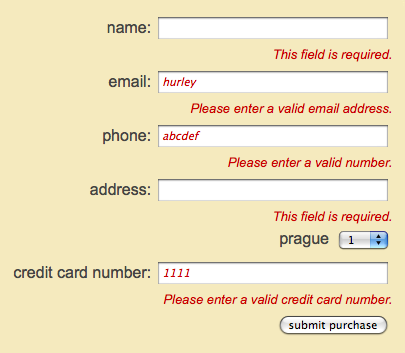 name:
This field is required.
email: hurley
Please enter a valid email address.
phone: abcdef
Please enter a valid number.
address:
This field is required.
prague 1
credit card number: 1111
Please enter a valid credit card number.
submit purchase